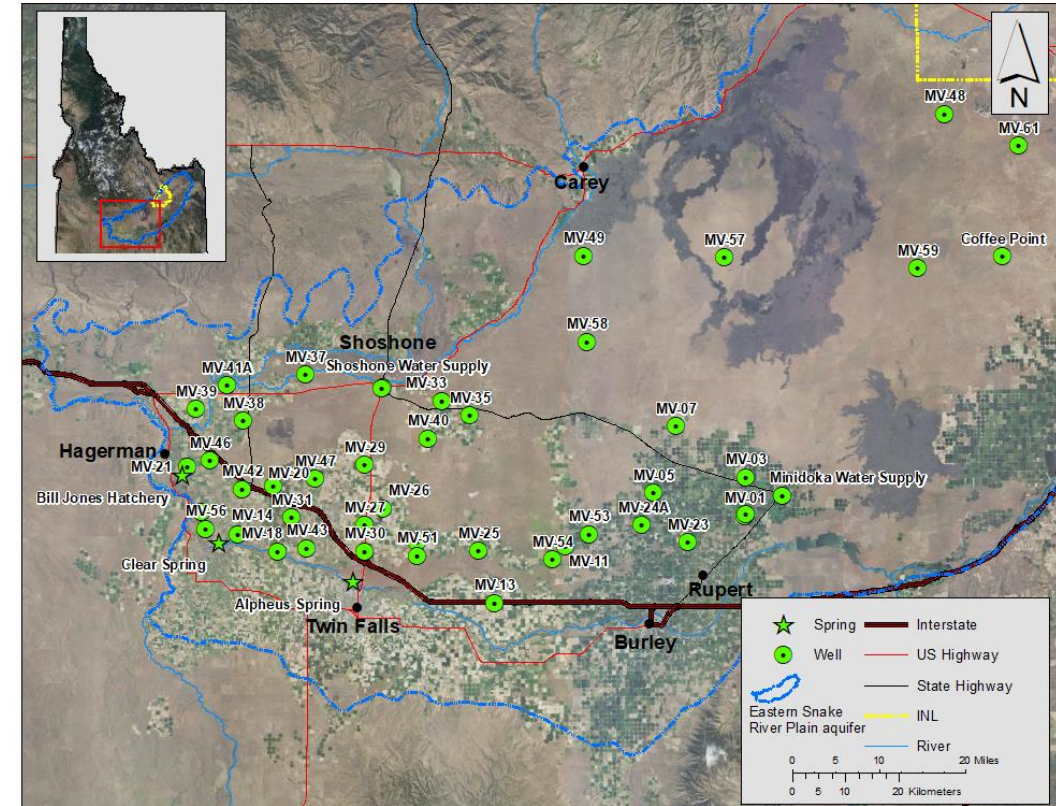 N
MV-48
MV-61
Carey
MV-49
MV-57
Coffee Point
MV-59
MV-58
Shoshone
MV-37
Shoshone Water Supply
MV-41A
MV-33
MV-39
MV-35
MV-38
MV-40
MV-07
Hagerman
MV-46
MV-29
MV-21
MV-42
MV-20
MV-47
MV-05
MV-03
Minidoka Water Supply
Bill Jones Hatchery
MV-26
MV-31
MV-27
MV-24A
MV-01
MV-56
MV-14
MV-18
MV-43
MV-30
MV-51
MV-25
MV-53
MV-54
MV-11
MV-23
Clear Spring
Alpheus Spring
MV-13
Rupert
Twin Falls
Burley
Spring
Well
Eastern Snake
River Plain aquifer
Interstate
US Highway
State Highway
INL
River
0 5 10 20 Miles
0 5 10 20 Kilometers